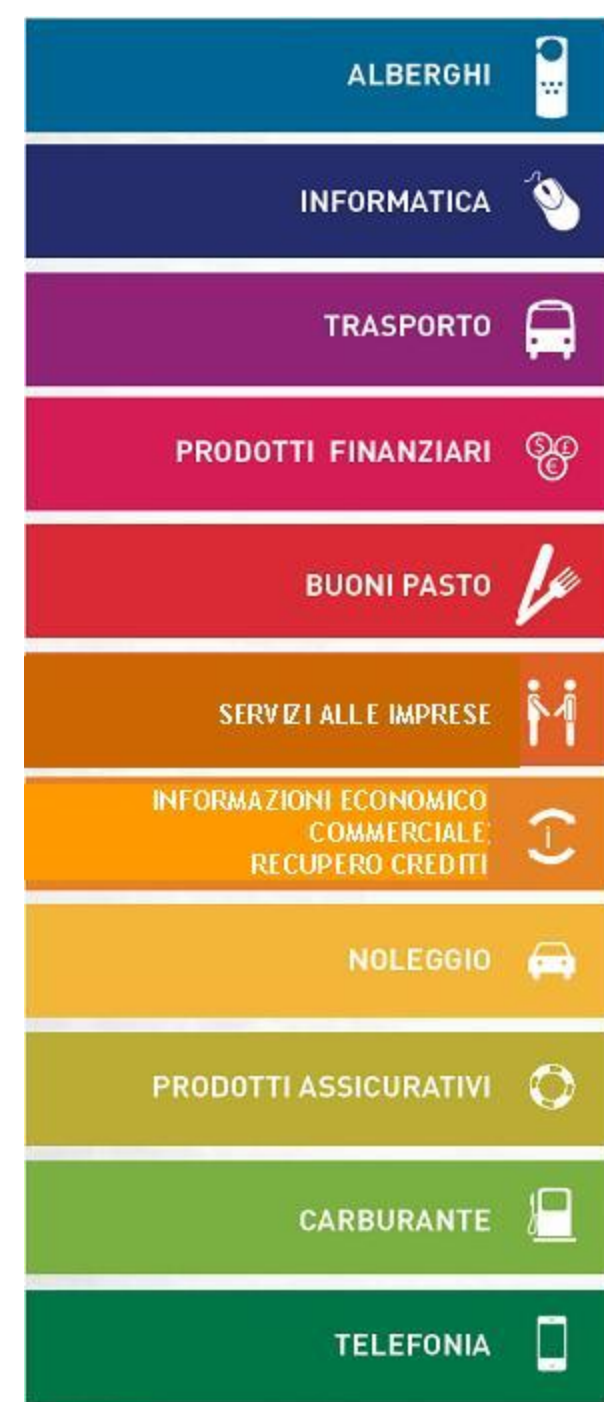 ALBERGHI
INFORMATICA
TRASPORTO
PRODOTTI FINANZIARI
$ £
€
BUONI PASTO
SERVIZI ALLE IMPRESE
INFORMAZIONI ECONOMICO
COMMERCIALE
RECUPERO CREDITI
i
NOLEGGIO
PRODOTTI ASSICURATIVI
CARBURANTE
TELEFONIA